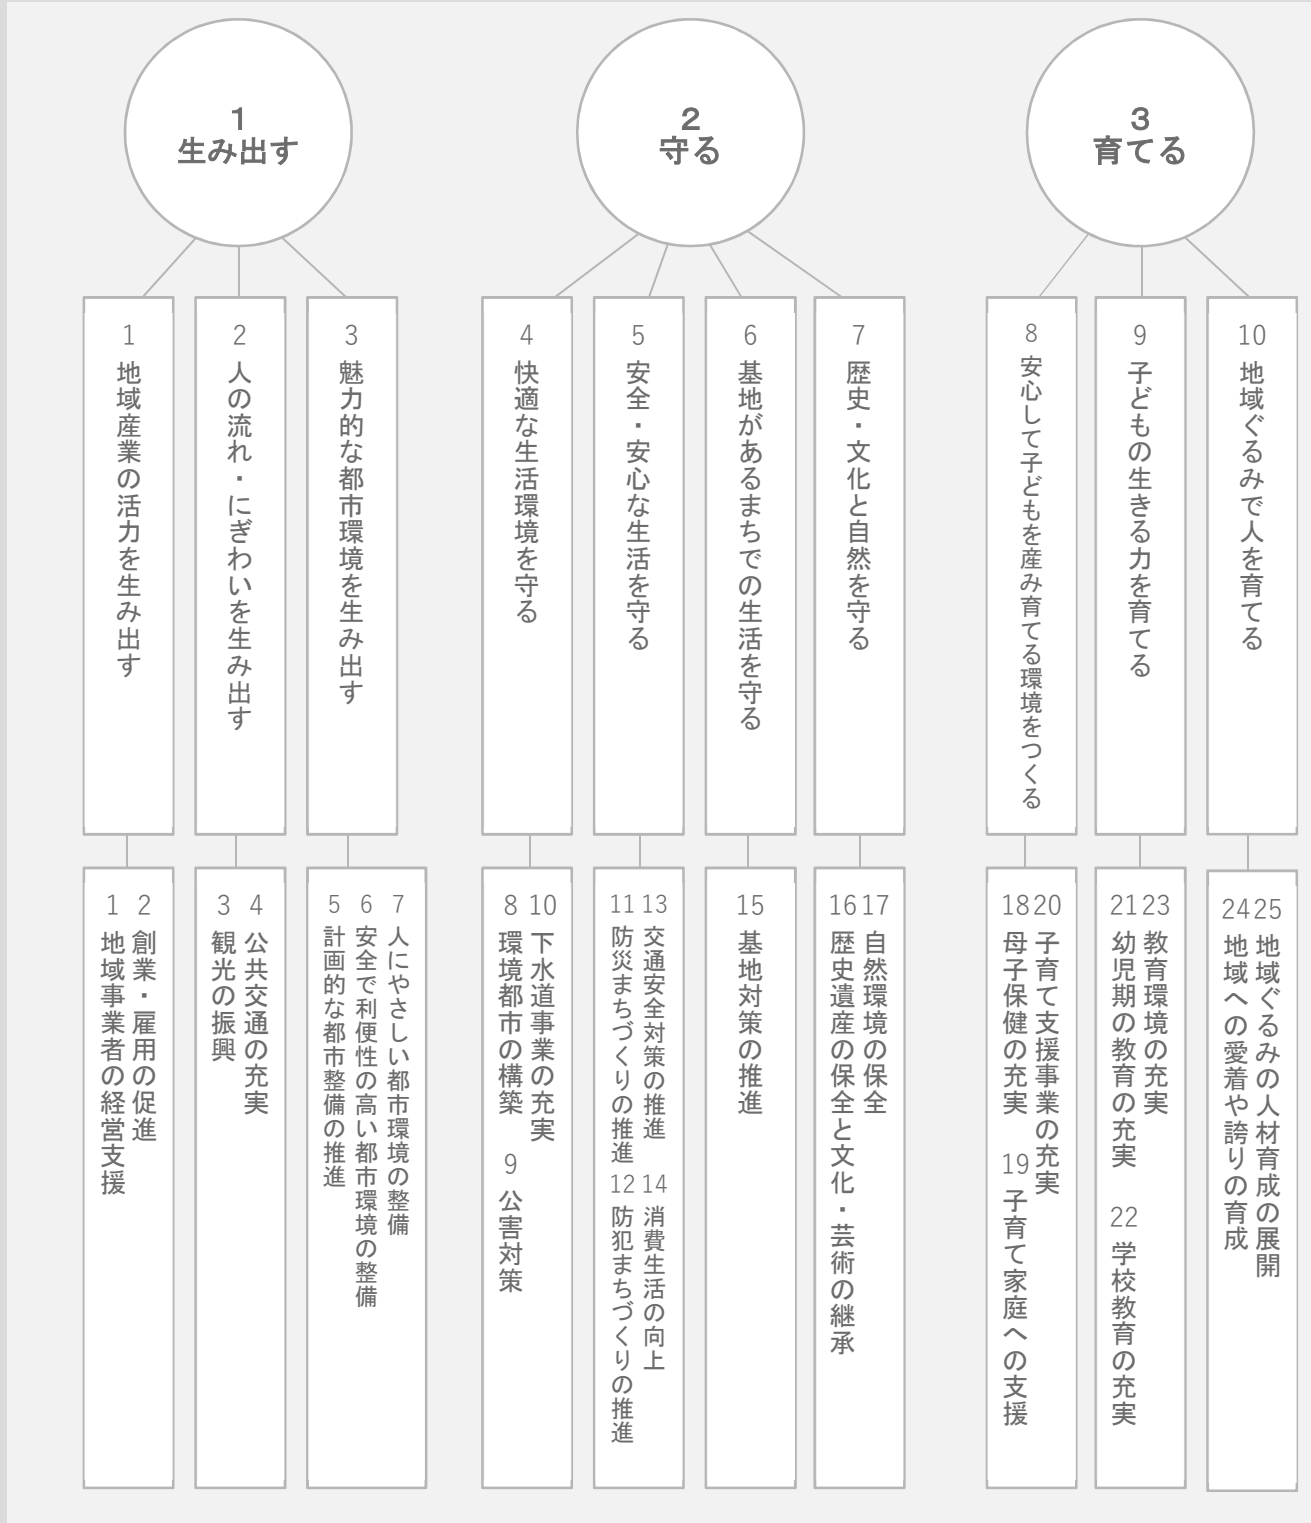 1
生み出す
2
守る
3
育てる
1 地域産業の活力を生み出す
2 人の流れ・にぎわいを生み出す
3 魅力的な都市環境を生み出す
4 快適な生活環境を守る
5 安全・安心な生活を守る
6 基地があるまちでの生活を守る
7 歴史・文化と自然を守る
8 安心して子どもを産み育てる環境をつくる
9 子どもの生きる力を育てる
10 地域ぐるみで人を育てる
1 地域事業者の経営支援
2 創業・雇用の促進
3 観光の振興
4 公共交通の充実
5 計画的な都市整備の推進
6 安全で利便性の高い都市環境の整備
7 人にやさしい都市環境の整備
8 環境都市の構築
9 公害対策
10 下水道事業の充実
11 防災まちづくりの推進
12 防犯まちづくりの推進
13 交通安全対策の推進
14 消費生活の向上
15 基地対策の推進
16 歴史遺産の保全と文化・芸術の継承
17 自然環境の保全
18 母子保健の充実
19 子育て家庭への支援
20 子育て支援事業の充実
21 幼児期の教育の充実
22 学校教育の充実
23 教育環境の充実
24 地域への愛着や誇りの育成
25 地域ぐるみの人材育成の展開